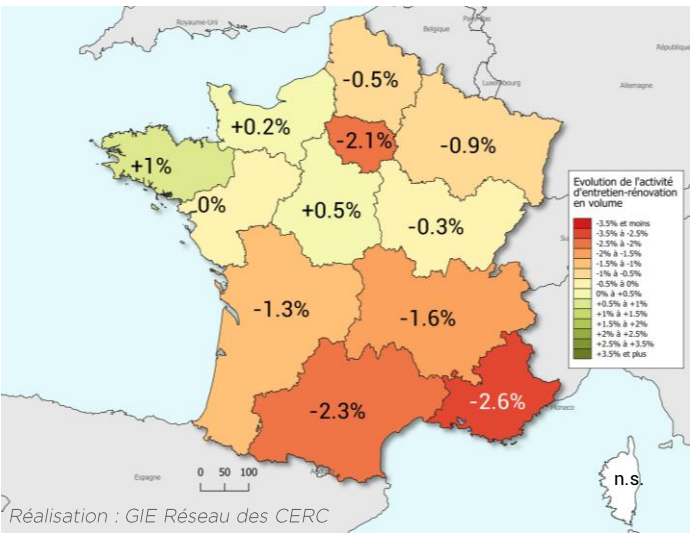 Royaume-Uni
Belgique
Pays-Bas
République
Luxembourg
Allemagne
-0.5%
+0.2%
-2.1%
-0.9%
+1%
0%
+0.5%
-0.3%
-1.3%
-1.6%
-2.3%
-2.6%
Evolution de l'activité
d'entretien-rénovation
en volume
-3.5% et moins
-3.5% à -2.5%
-2.5% à -2%
-2% à -1.5%
-1.5% à -1%
-1% à -0.5%
-0.5% à 0%
0% à +0.5%
+0.5% à +1%
+1% à +1.5%
+1.5% à +2%
+2% à +2.5%
+2.5% à +3.5%
+3.5% et plus
Monaco
n.s.
Espagne
0 50 100
Réalisation : GIE Réseau des CERC